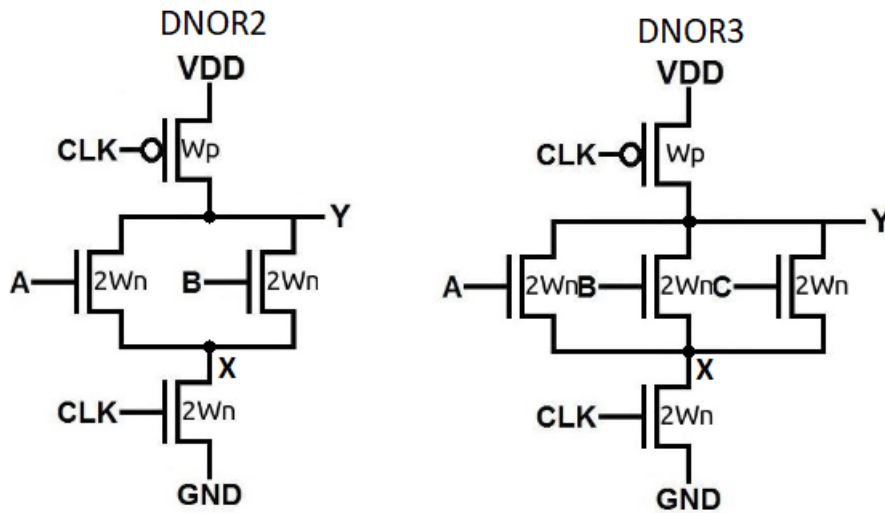 DNOR2
VDD
CLK
Wp
Y
A
2Wn
B
2Wn
X
CLK
2Wn
GND
DNOR3
VDD
CLK
Wp
Y
A
2Wn
B
2Wn
C
2Wn
X
CLK
2Wn
GND